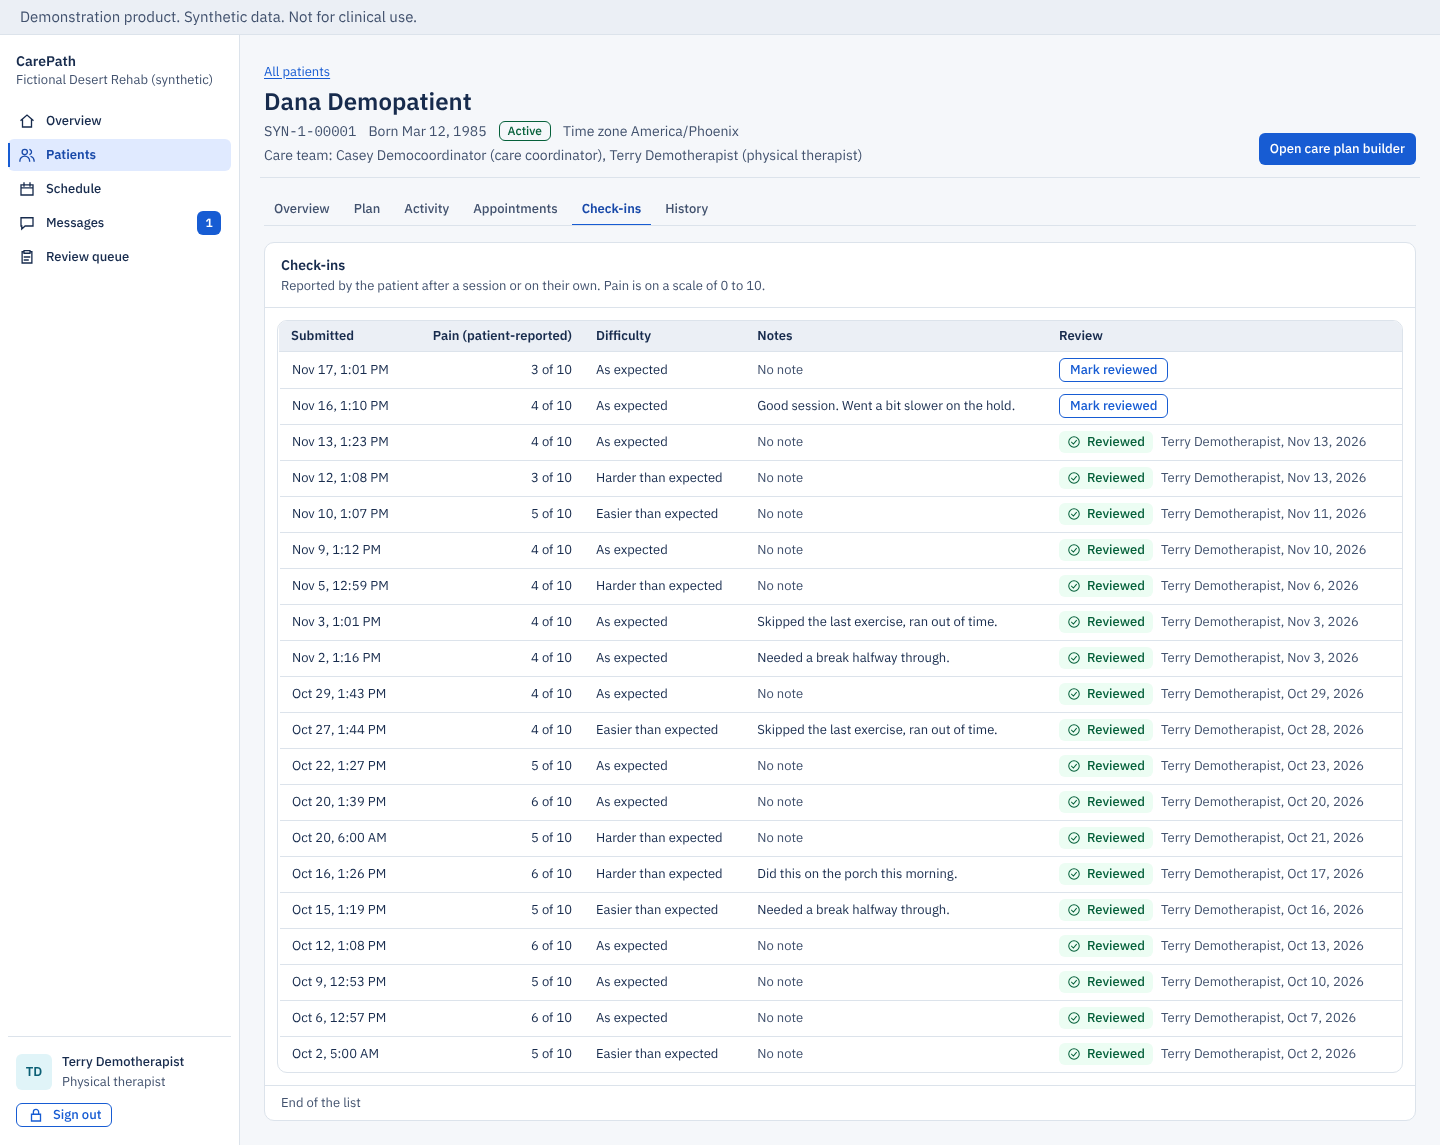 Demonstration product. Synthetic data. Not for clinical use.
CarePath
Fictional Desert Rehab (synthetic)
Overview
Patients
Schedule
Messages 1
Review queue
All patients
Dana Demopatient
SYN-1-00001 Born Mar 12, 1985 Active Time zone America/Phoenix
Care team: Casey Democoordinator (care coordinator), Terry Demotherapist (physical therapist)
Open care plan builder
Overview Plan Activity Appointments Check-ins History
Check-ins
Reported by the patient after a session or on their own. Pain is on a scale of 0 to 10.
Submitted Pain (patient-reported) Difficulty Notes Review
Nov 17, 1:01 PM 3 of 10 As expected No note Mark reviewed
Nov 16, 1:10 PM 4 of 10 As expected Good session. Went a bit slower on the hold. Mark reviewed
Nov 13, 1:23 PM 4 of 10 As expected No note Reviewed Terry Demotherapist, Nov 13, 2026
Nov 12, 1:08 PM 3 of 10 Harder than expected No note Reviewed Terry Demotherapist, Nov 13, 2026
Nov 10, 1:07 PM 5 of 10 Easier than expected No note Reviewed Terry Demotherapist, Nov 11, 2026
Nov 9, 1:12 PM 4 of 10 As expected No note Reviewed Terry Demotherapist, Nov 10, 2026
Nov 5, 12:59 PM 4 of 10 Harder than expected No note Reviewed Terry Demotherapist, Nov 6, 2026
Nov 3, 1:01 PM 4 of 10 As expected Skipped the last exercise, ran out of time. Reviewed Terry Demotherapist, Nov 3, 2026
Nov 2, 1:16 PM 4 of 10 As expected Needed a break halfway through. Reviewed Terry Demotherapist, Nov 3, 2026
Oct 29, 1:43 PM 4 of 10 As expected No note Reviewed Terry Demotherapist, Oct 29, 2026
Oct 27, 1:44 PM 4 of 10 Easier than expected Skipped the last exercise, ran out of time. Reviewed Terry Demotherapist, Oct 28, 2026
Oct 22, 1:27 PM 5 of 10 As expected No note Reviewed Terry Demotherapist, Oct 23, 2026
Oct 20, 1:39 PM 6 of 10 As expected No note Reviewed Terry Demotherapist, Oct 20, 2026
Oct 20, 6:00 AM 5 of 10 Harder than expected No note Reviewed Terry Demotherapist, Oct 21, 2026
Oct 16, 1:26 PM 6 of 10 Harder than expected Did this on the porch this morning. Reviewed Terry Demotherapist, Oct 17, 2026
Oct 15, 1:19 PM 5 of 10 Easier than expected Needed a break halfway through. Reviewed Terry Demotherapist, Oct 16, 2026
Oct 12, 1:08 PM 6 of 10 As expected No note Reviewed Terry Demotherapist, Oct 13, 2026
Oct 9, 12:53 PM 5 of 10 As expected No note Reviewed Terry Demotherapist, Oct 10, 2026
Oct 6, 12:57 PM 6 of 10 As expected No note Reviewed Terry Demotherapist, Oct 7, 2026
Oct 2, 5:00 AM 5 of 10 Easier than expected No note Reviewed Terry Demotherapist, Oct 2, 2026
End of the list
TD Terry Demotherapist
Physical therapist
Sign out